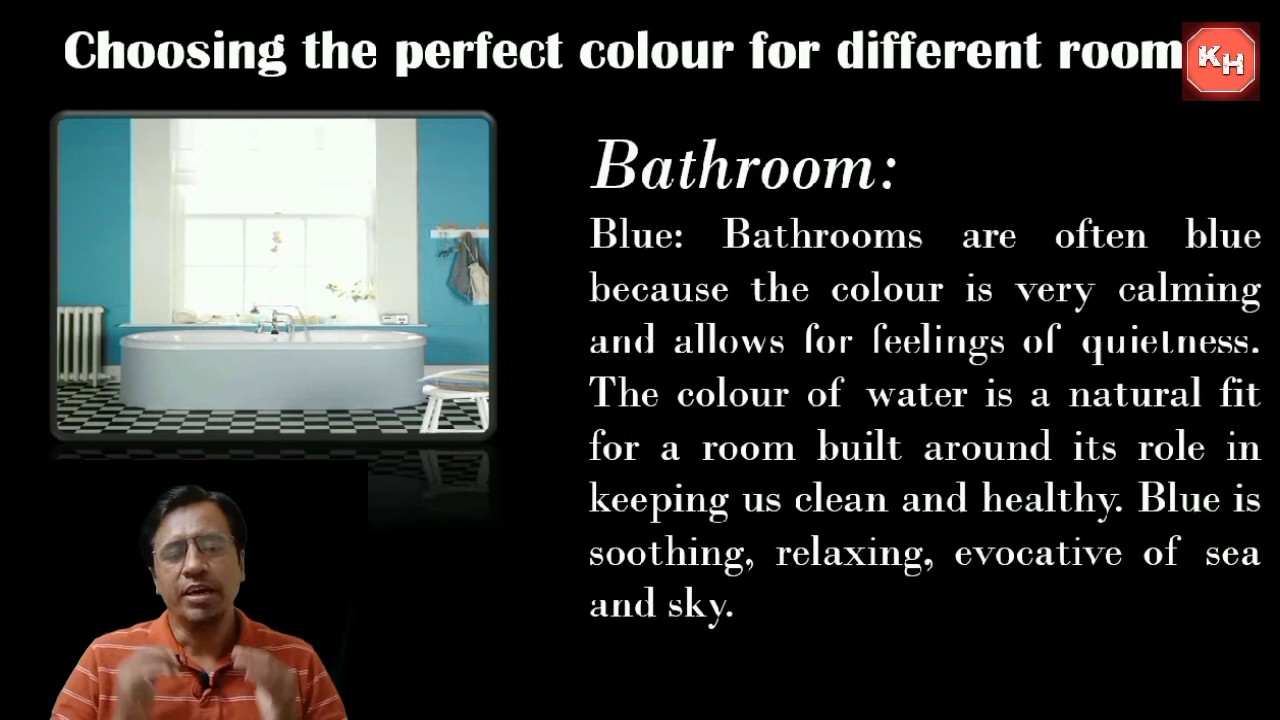 Choosing the perfect colour for different room
KH
Bathroom:
Blue: Bathrooms are often blue
because the colour is very calming
and allows for feelings of quietness.
The colour of water is a natural fit
for a room built around its role in
keeping us clean and healthy. Blue is
soothing, relaxing, evocative of sea
and sky.